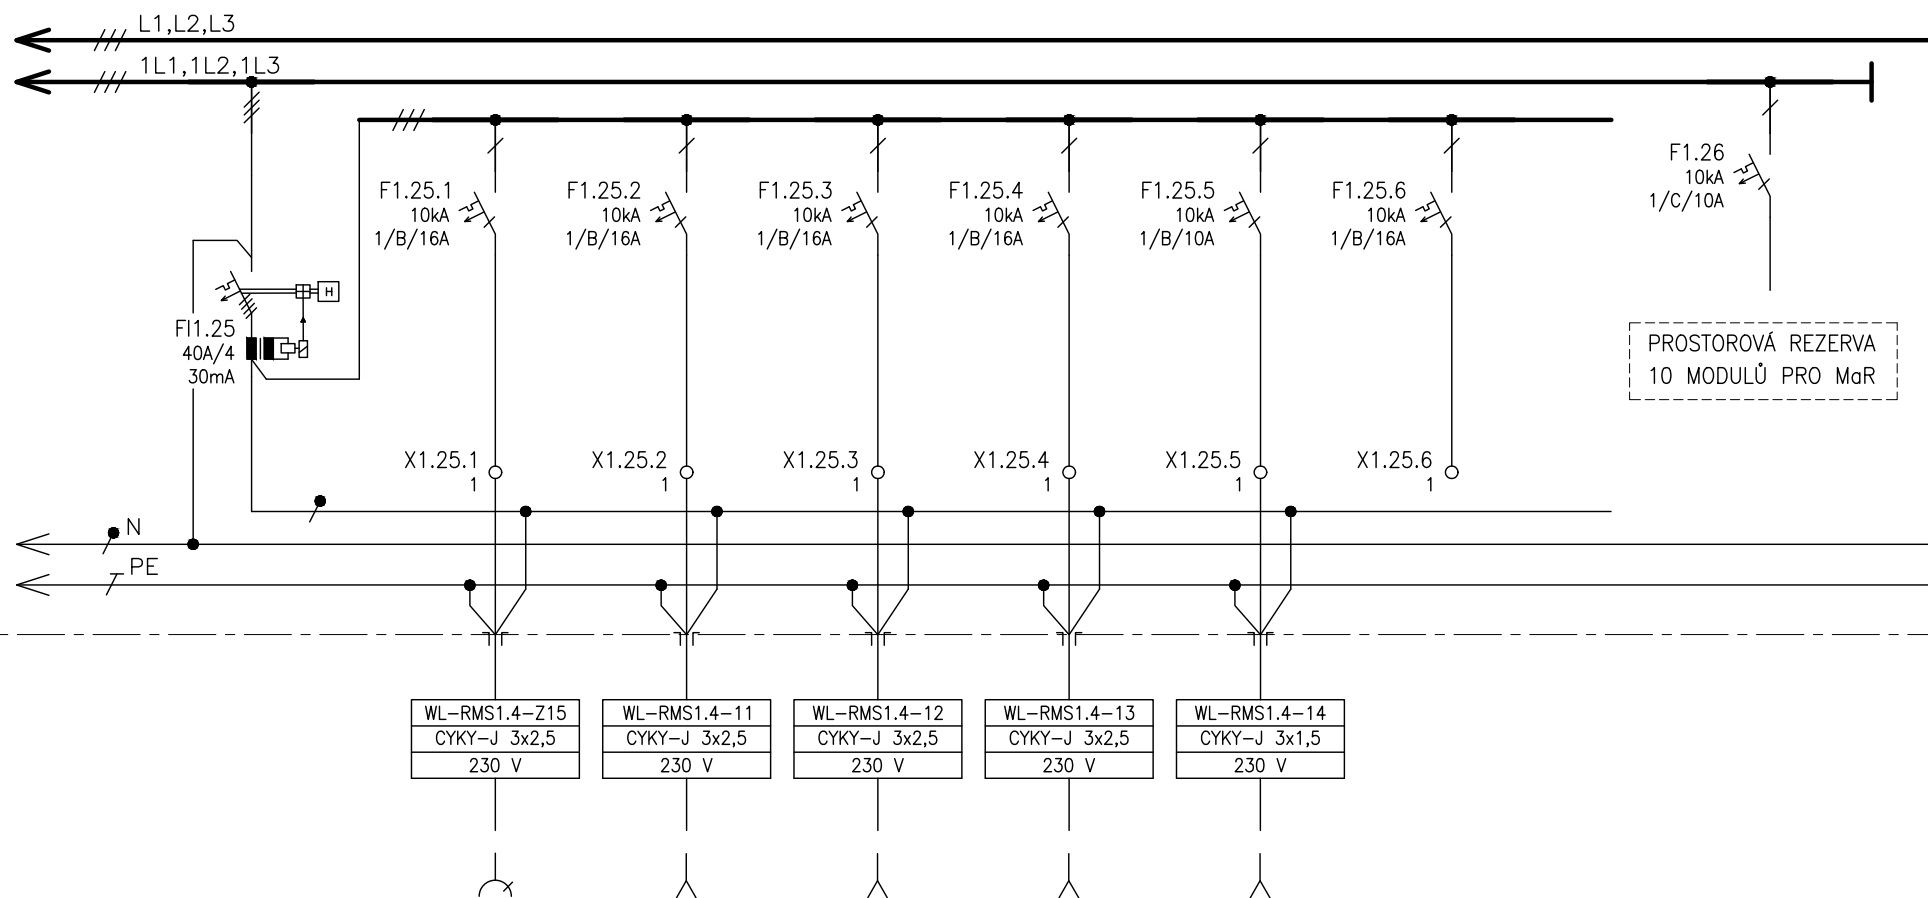 L1,L2,L3
1L1,1L2,1L3
F1.25.1
10kA
1/B/16A
F1.25.2
10kA
1/B/16A
F1.25.3
10kA
1/B/16A
F1.25.4
10kA
1/B/16A
F1.25.5
10kA
1/B/10A
F1.25.6
10kA
1/B/16A
F1.26
10kA
1/C/10A
H
FI1.25
40A/4
30mA
PROSTOROVÁ REZERVA
10 MODULŮ PRO MaR
X1.25.1
1
X1.25.2
1
X1.25.3
1
X1.25.4
1
X1.25.5
1
X1.25.6
1
N
PE
WL-RMS1.4-Z15
CYKY-J 3x2,5
230 V
WL-RMS1.4-11
CYKY-J 3x2,5
230 V
WL-RMS1.4-12
CYKY-J 3x2,5
230 V
WL-RMS1.4-13
CYKY-J 3x2,5
230 V
WL-RMS1.4-14
CYKY-J 3x1,5
230 V